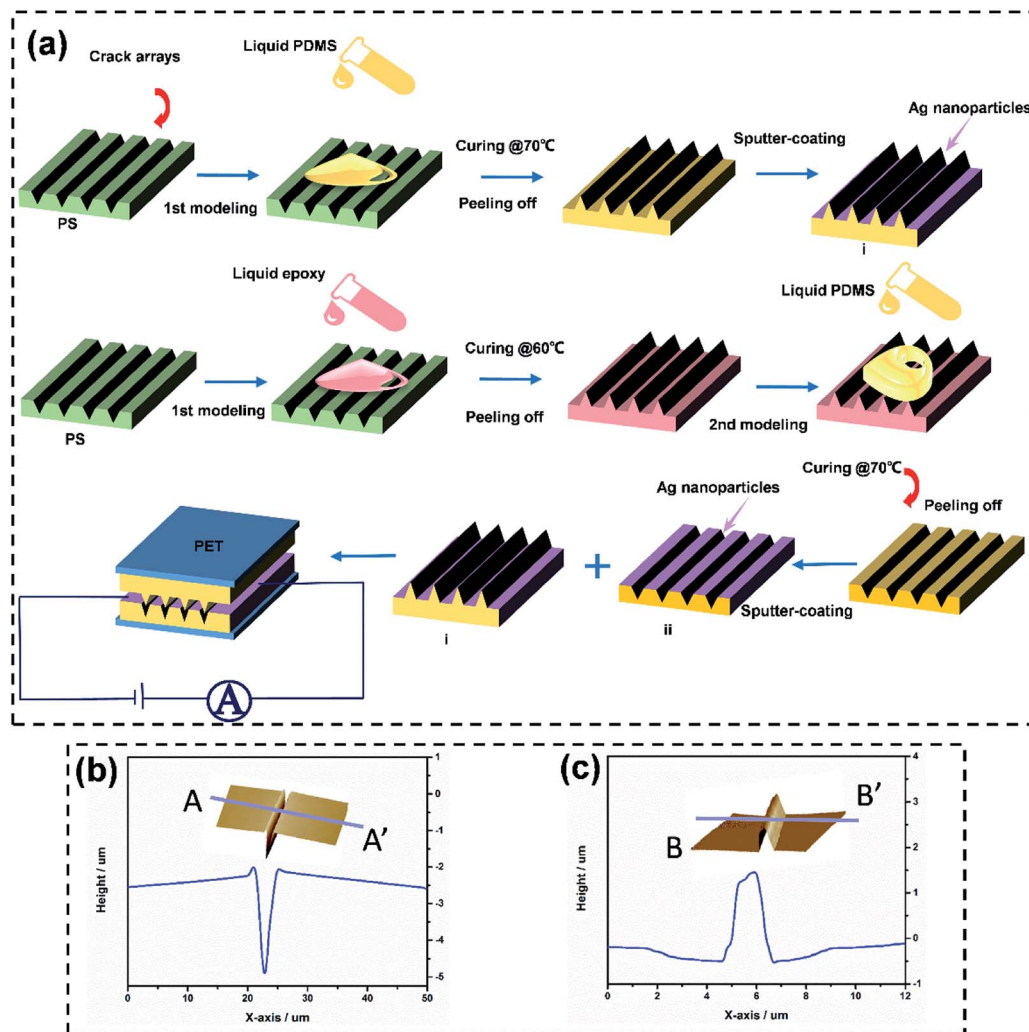 (a)
Crack arrays
Liquid PDMS
Ag nanoparticles
Curing @70℃
Sputter-coating
1st modeling
Peeling off
PS
i
Liquid epoxy
Liquid PDMS
Curing @60℃
1st modeling
Peeling off
2nd modeling
PS
Curing @70℃
Ag nanoparticles
Peeling off
PET
+
Sputter-coating
i
ii
A
(b)
A
A'
Height / um
1
0
-1
-2
-3
-4
-5
0 10 20 30 40 50
X-axis / um
(c)
B'
B
Height / um
4
3
2
1
0
-1
0 2 4 6 8 10 12
X-axis / um